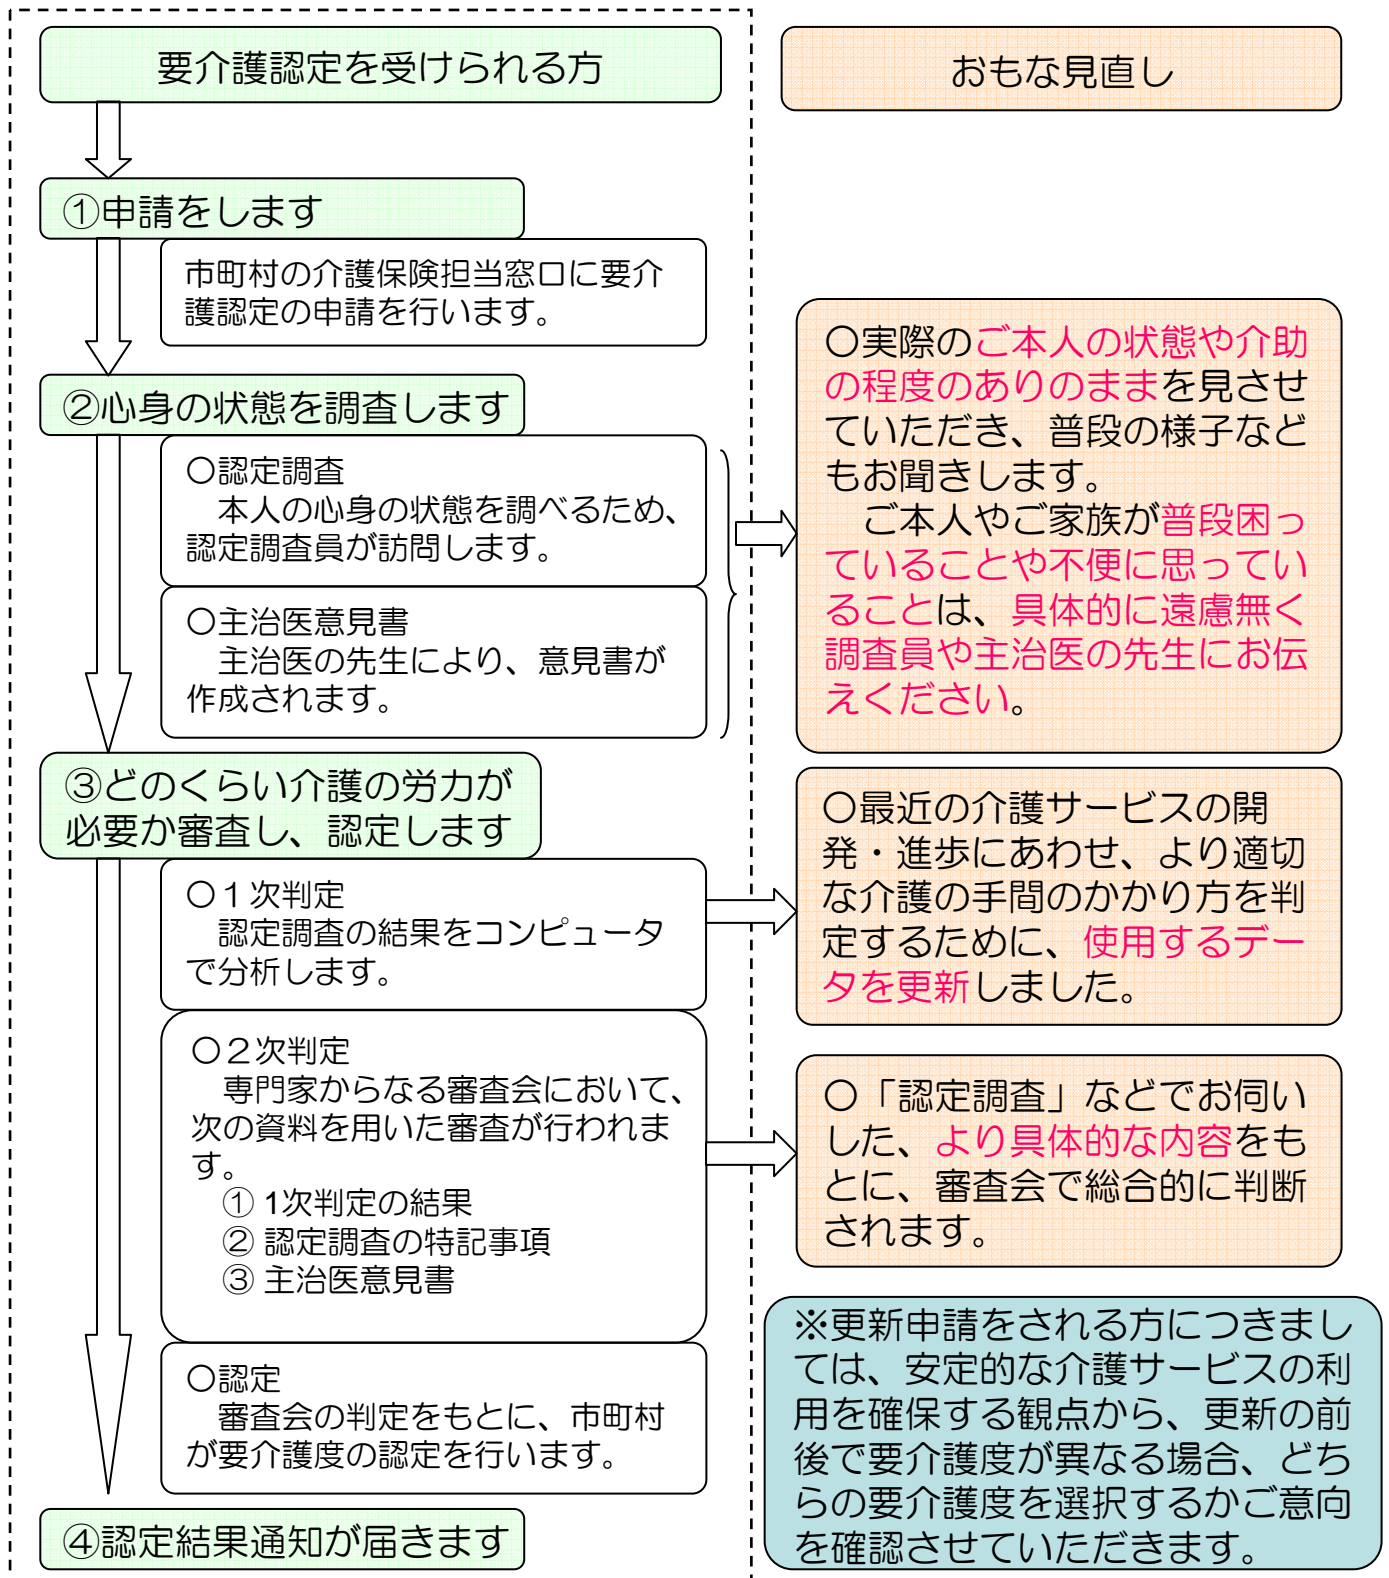 要介護認定を受けられる方
①申請をします
市町村の介護保険担当窓口に要介
護認定の申請を行います。
②心身の状態を調査します
○認定調査
　本人の心身の状態を調べるため、
認定調査員が訪問します。
○主治医意見書
　主治医の先生により、意見書が
作成されます。
③どのくらい介護の労力が
必要か審査し、認定します
○１次判定
　認定調査の結果をコンピュータ
で分析します。
○２次判定
　専門家からなる審査会において、
次の資料を用いた審査が行われま
す。
① 1次判定の結果
② 認定調査の特記事項
③ 主治医意見書
○認定
　審査会の判定をもとに、市町村
が要介護度の認定を行います。
④認定結果通知が届きます
おもな見直し
○実際のご本人の状態や介助
の程度のありのままを見させ
ていただき、普段の様子など
もお聞きします。
　ご本人やご家族が普段困っ
ていることや不便に思ってい
ることは、具体的に遠慮無く
調査員や主治医の先生にお伝
えください。
○最近の介護サービスの開
発・進歩にあわせ、より適切
な介護の手間のかかり方を判
定するために、使用するデー
タを更新しました。
○「認定調査」などでお伺い
した、より具体的な内容をも
とに、審査会で総合的に判断
されます。
※更新申請をされる方につきまし
ては、安定的な介護サービスの利
用を確保する観点から、更新の前
後で要介護度が異なる場合、どち
らの要介護度を選択するかご意向
を確認させていただきます。